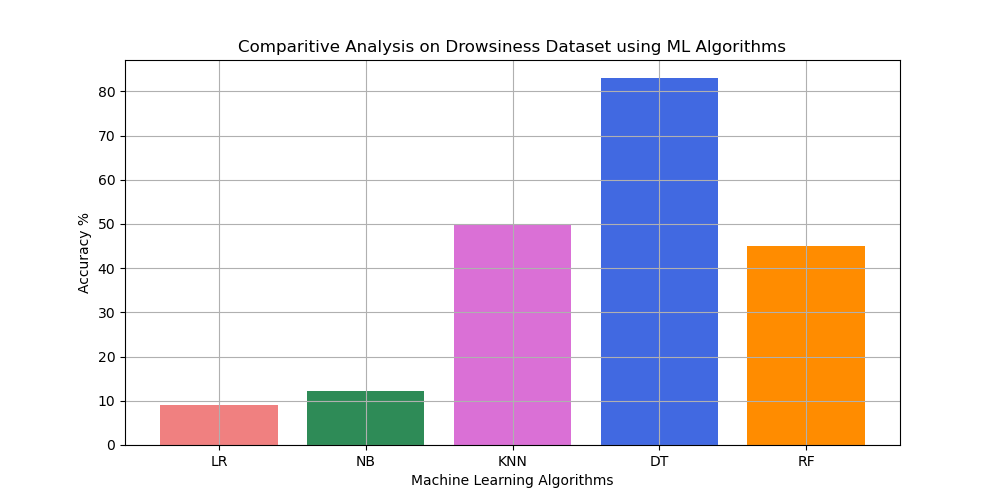 Comparitive Analysis on Drowsiness Dataset using ML Algorithms
Accuracy %
80
70
60
50
40
30
20
10
0
LR NB KNN DT RF
Machine Learning Algorithms